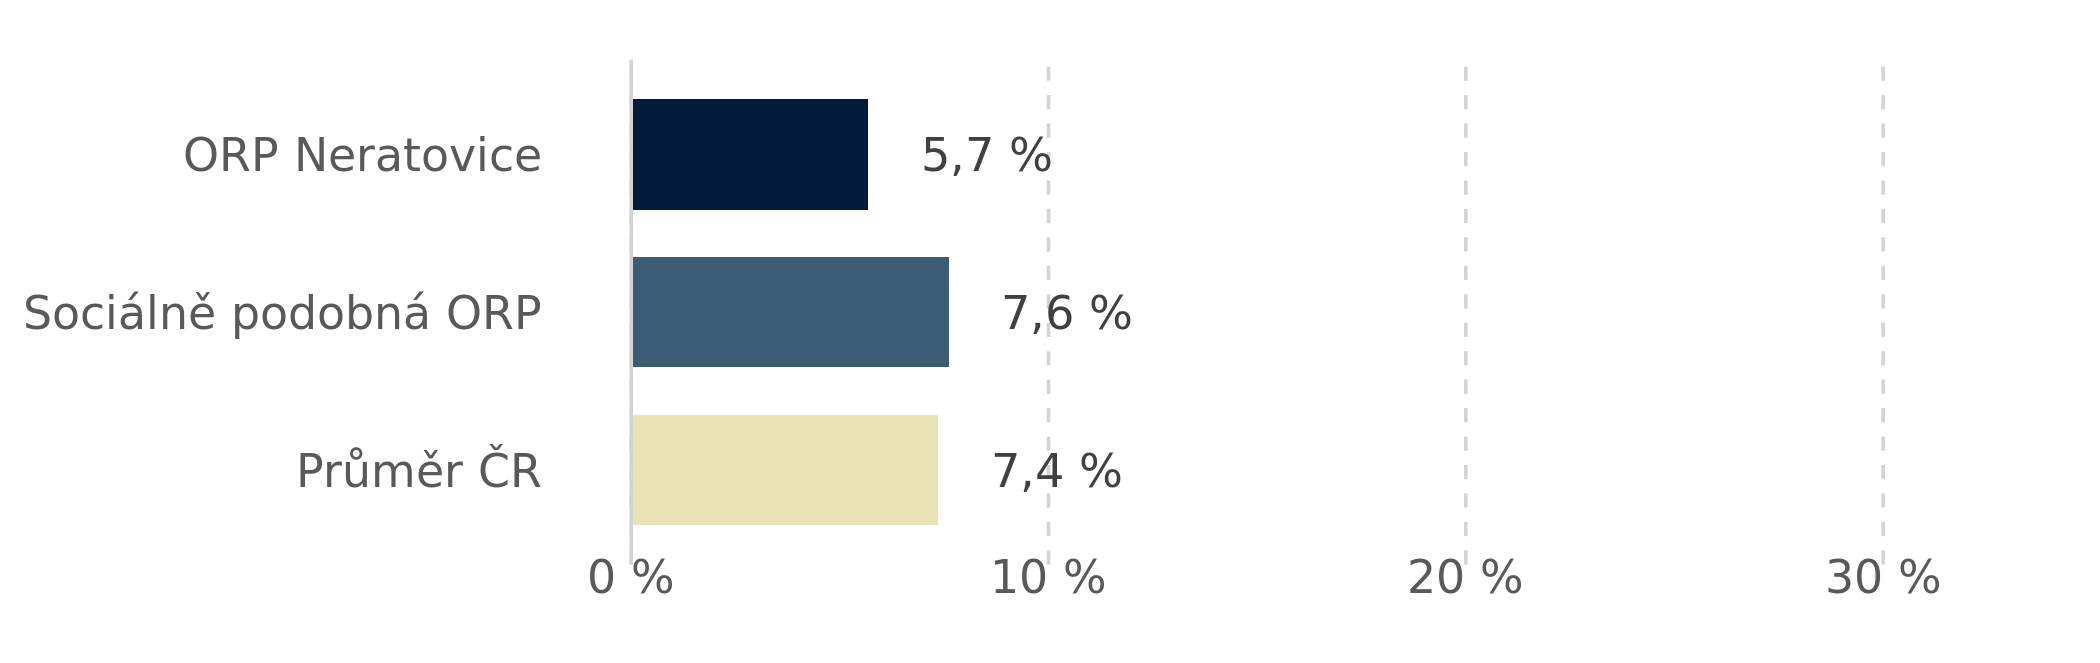 ORP Neratovice 5,7 %
Sociálně podobná ORP 7,6 %
Průměr ČR 7,4 %
0 % 10 % 20 % 30 %